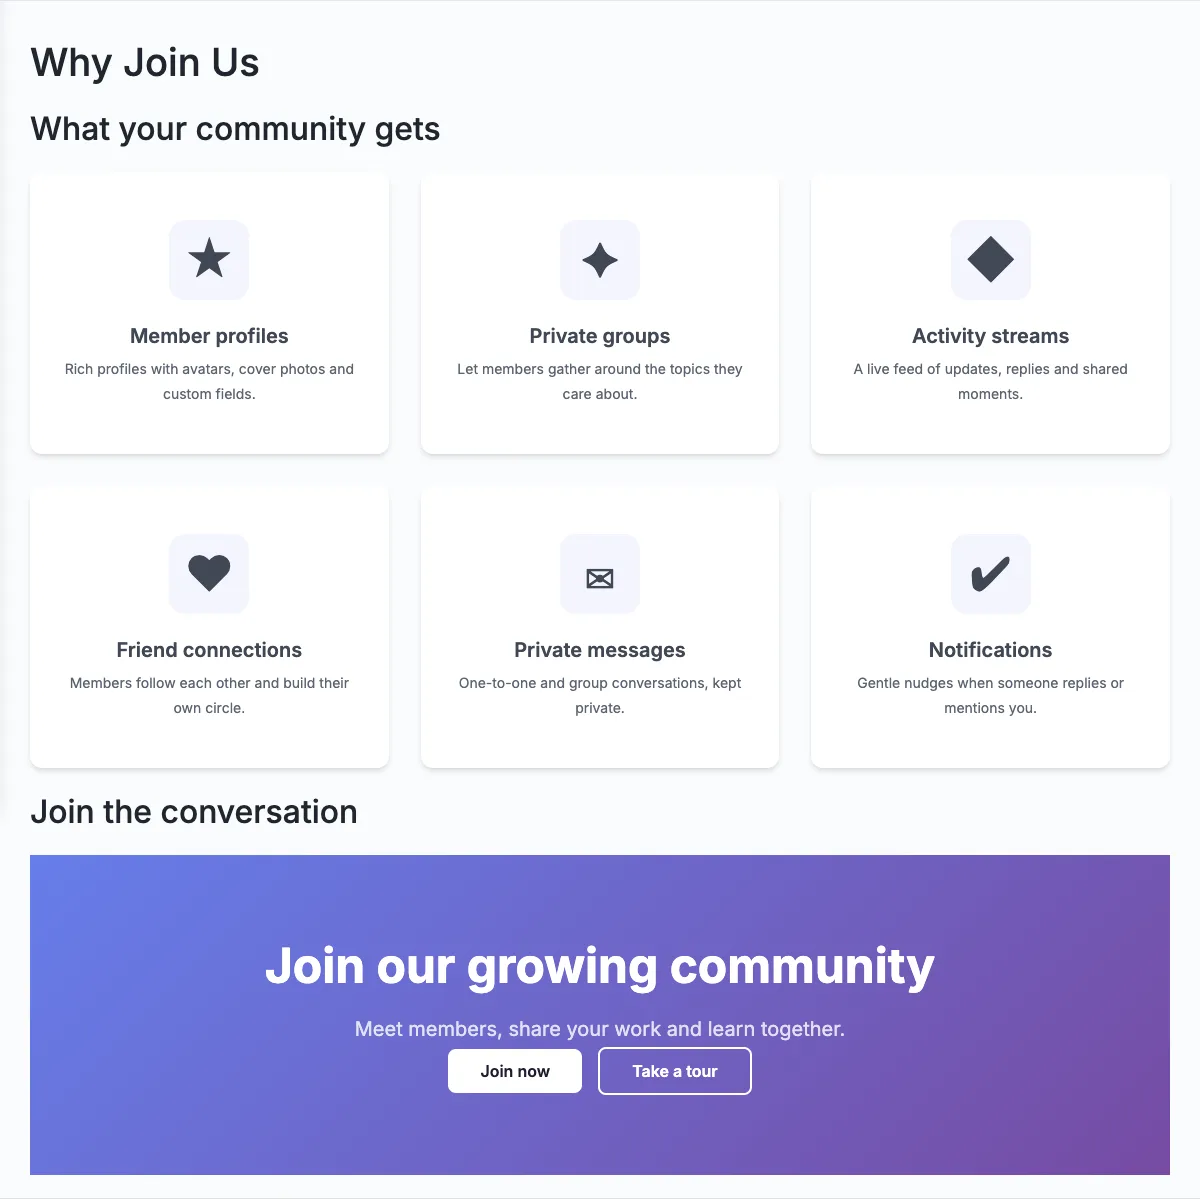 Why Join Us
What your community gets
Member profiles
Rich profiles with avatars, cover photos and
custom fields.
Private groups
Let members gather around the topics they
care about.
Activity streams
A live feed of updates, replies and shared
moments.
Friend connections
Members follow each other and build their
own circle.
Private messages
One-to-one and group conversations, kept
private.
Notifications
Gentle nudges when someone replies or
mentions you.
Join the conversation
Join our growing community
Meet members, share your work and learn together.
Join now
Take a tour